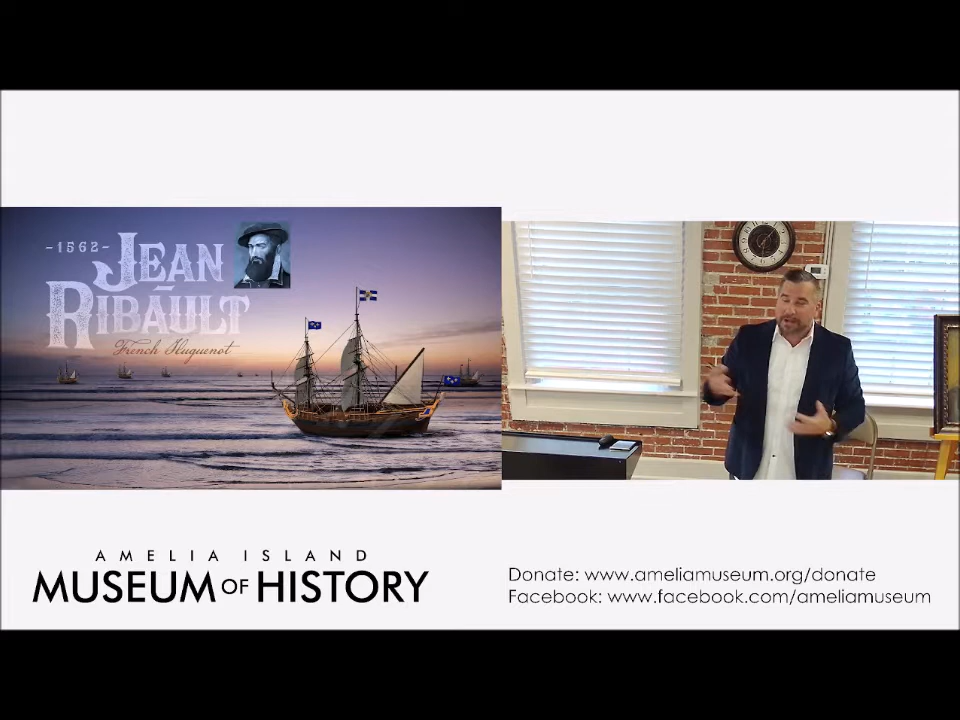 -1562-
JEAN
RIBAULT
French Huguenot
AMELIA ISLAND
MUSEUM OF HISTORY
Donate: www.ameliamuseum.org/donate
Facebook: www.facebook.com/ameliamuseum